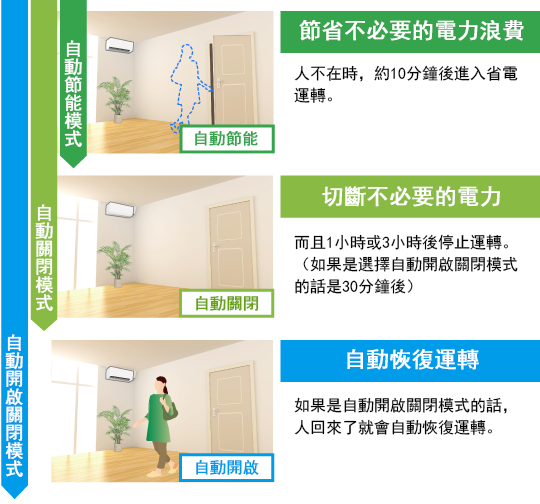 自動節能模式
自動節能
節省不必要的電力浪費
人不在時，約10分鐘後進入省電
運轉。
自動關閉模式
自動關閉
切斷不必要的電力
而且1小時或3小時後停止運轉。
（如果是選擇自動開啟關閉模式
的話是30分鐘後）
自動開啟關閉模式
自動開啟
自動恢復運轉
如果是自動開啟關閉模式的話，
人回來了就會自動恢復運轉。